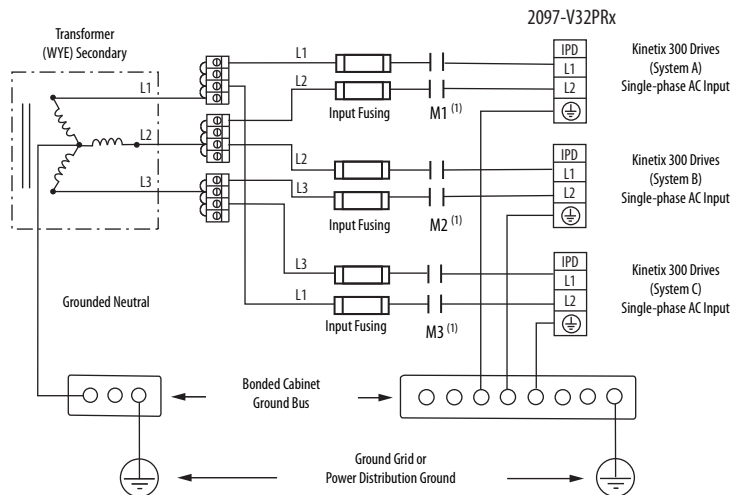 2097-V32PRx
Transformer
(WYE) Secondary
L1
L2
L3
L1
L2
Input Fusing
M1 (1)
IPD
L1
L2
Kinetix 300 Drives
(System A)
Single-phase AC Input
L2
L3
Input Fusing
M2 (1)
IPD
L1
L2
Kinetix 300 Drives
(System B)
Single-phase AC Input
L3
L1
Input Fusing
M3 (1)
IPD
L1
L2
Kinetix 300 Drives
(System C)
Single-phase AC Input
Grounded Neutral
Bonded Cabinet
Ground Bus
Ground Grid or
Power Distribution Ground